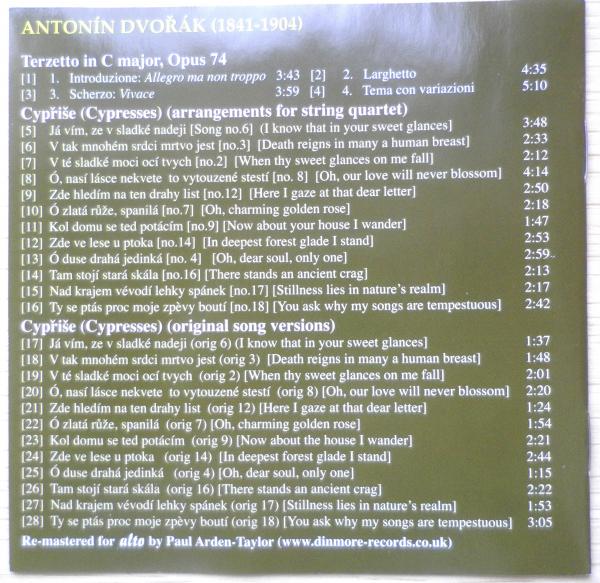 ANTONÍN DVOŘÁK (1841-1904)
Terzetto in C major, Opus 74
[1] 1. Introduzione: Allegro ma non troppo 3:43 [2] 2. Larghetto 4:35
[3] 3. Scherzo: Vivace 3:59 [4] 4. Tema con variazioni 5:10
Cypřiše (Cypresses) (arrangements for string quartet)
[5] Já vím, ze v sladké nadeji [Song no.6] (I know that in your sweet glances] 3:48
[6] V tak mnohém srdci mrtvo jest [no.3] [Death reigns in many a human breast] 2:33
[7] V té sladké moci ocí tvych [no.2] [When thy sweet glances on me fall] 2:12
[8] Ó, nasí lásce nekvete to vytouzené stestí [no. 8] [Oh, our love will never blossom] 4:14
[9] Zde hledím na ten drahy list [no.12] [Here I gaze at that dear letter] 2:50
[10] Ó zlatá růže, spanilá [no.7] [Oh, charming golden rose] 2:18
[11] Kol domu se ted potácím [no.9] [Now about your house I wander] 1:47
[12] Zde ve lese u ptoka [no.14] [In deepest forest glade I stand] 2:53
[13] Ó duse drahá jedinká [no. 4] [Oh, dear soul, only one] 2:59
[14] Tam stojí stará skála [no.16] [There stands an ancient crag] 2:13
[15] Nad krajem vévodí lehky spánek [no.17] [Stillness lies in nature's realm] 2:17
[16] Ty se ptás proc moje zpèvy boutí [no.18] [You ask why my songs are tempestuous] 2:42
Cypřiše (Cypresses) (original song versions)
[17] Já vím, ze v sladké nadeji (orig 6) (I know that in your sweet glances] 1:37
[18] V tak mnohém srdci mrtvo jest (orig 3) [Death reigns in many a human breast] 1:48
[19] V té sladké moci ocí tvych (orig 2) [When thy sweet glances on me fall] 2:01
[20] Ó, nasí lásce nekvete to vytouzené stestí (orig 8) [Oh, our love will never blossom] 2:20
[21] Zde hledím na ten drahy list (orig 12) [Here I gaze at that dear letter] 1:24
[22] Ó zlatá růže, spanilá (orig 7) [Oh, charming golden rose] 1:54
[23] Kol domu se ted potácím (orig 9) [Now about the house I wander] 2:21
[24] Zde ve lese u ptoka (orig 14) [In deepest forest glade I stand] 2:44
[25] Ó duse drahá jedinká (orig 4) [Oh, dear soul, only one] 1:15
[26] Tam stojí stará skála (orig 16) [There stands an ancient crag] 2:22
[27] Nad krajem vévodí lehky spánek (orig 17) [Stillness lies in nature's realm] 1:53
[28] Ty se ptás proc moje zpèvy boutí (orig 18) [You ask why my songs are tempestuous] 3:05
Re-mastered for alto by Paul Arden-Taylor (www.dinmore-records.co.uk)